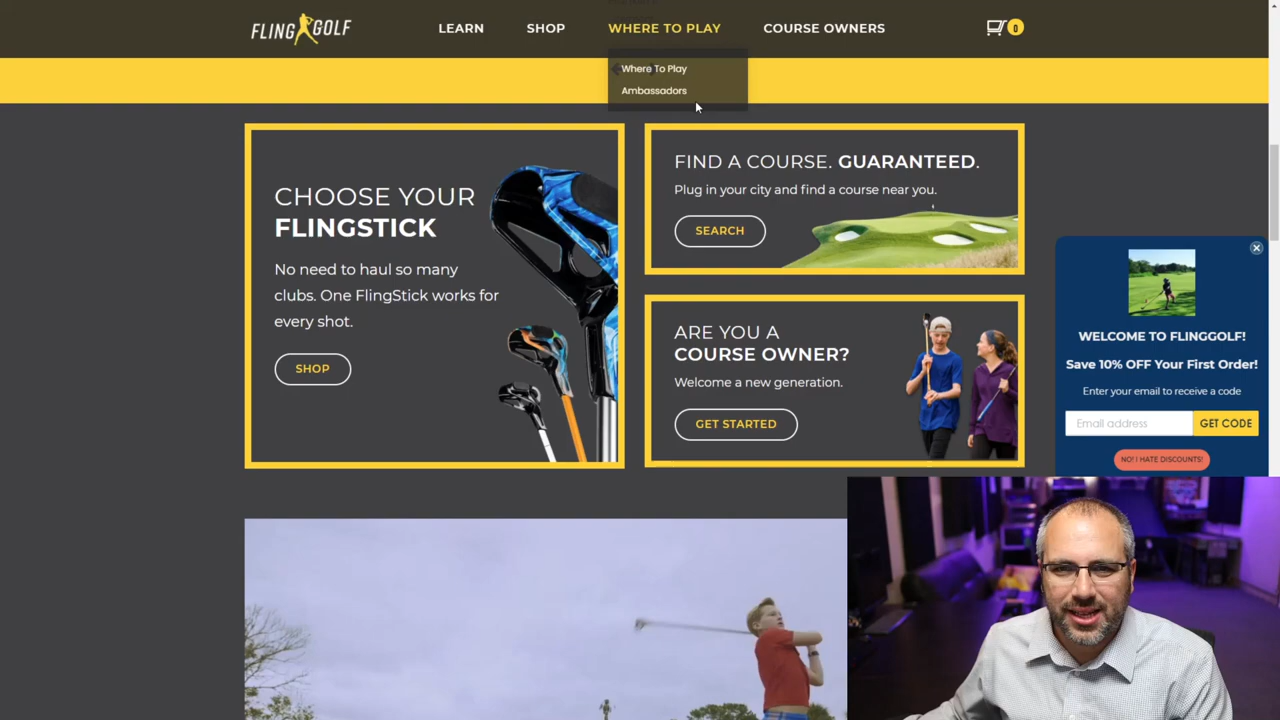 FLING GOLF
LEARN
SHOP
WHERE TO PLAY
COURSE OWNERS
0
Where To Play
Ambassadors
CHOOSE YOUR
FLINGSTICK
No need to haul so many
clubs. One FlingStick works for
every shot.
SHOP
FIND A COURSE. GUARANTEED.
Plug in your city and find a course near you.
SEARCH
ARE YOU A
COURSE OWNER?
Welcome a new generation.
GET STARTED
WELCOME TO FLINGGOLF!
Save 10% OFF Your First Order!
Enter your email to receive a code
Email address
GET CODE
NO! I HATE DISCOUNTS!